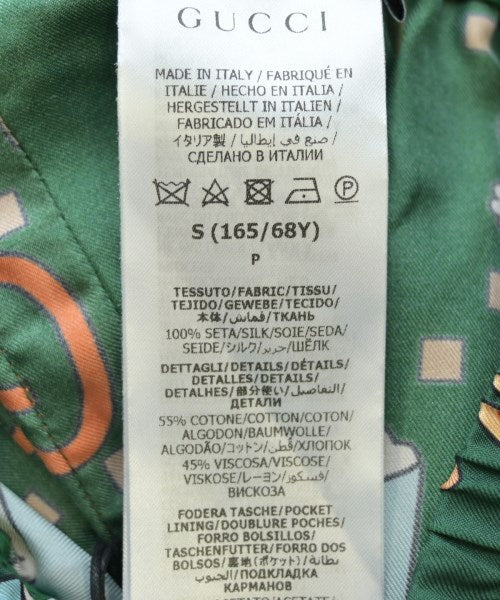 GUCCI
MADE IN ITALY / FABRIQUÉ EN
ITALIE / HECHO EN ITALIA /
HERGESTELLT IN ITALIEN /
FABRICADO EM ITÁLIA /
イタリア製 / صنع في إيطاليا /
СДЕЛАНО В ИТАЛИИ
P
S (165/68Y)
P
TESSUTO/FABRIC/TISSU/
TEJIDO/GEWEBE/TECIDO/
本体/قماش/ТКАНЬ
100% SETA/SILK/SOIE/SEDA/
SEIDE/シルク/حرير/ШЁЛК
DETTAGLI/DETAILS/DÉTAILS/
DETALLES/DETAILS/
DETALHES/部分使い/التفاصيل/
ДЕТАЛИ
55% COTONE/COTTON/COTON/
ALGODON/BAUMWOLLE/
ALGODÃO/コットン/قطن/ХЛОПОК
45% VISCOSA/VISCOSE/
VISKOSE/レーヨン/فسكوز/
ВИСКОЗА
FODERA TASCHE/POCKET
LINING/DOUBLURE POCHES/
FORRO BOLSILLOS/
TASCHENFUTTER/FORRO DOS
BOLSOS/裏地(ポケット)/بطانة
الجيوب/ПОДКЛАДКА
КАРМАНОВ
ACETATO/ACETATE/